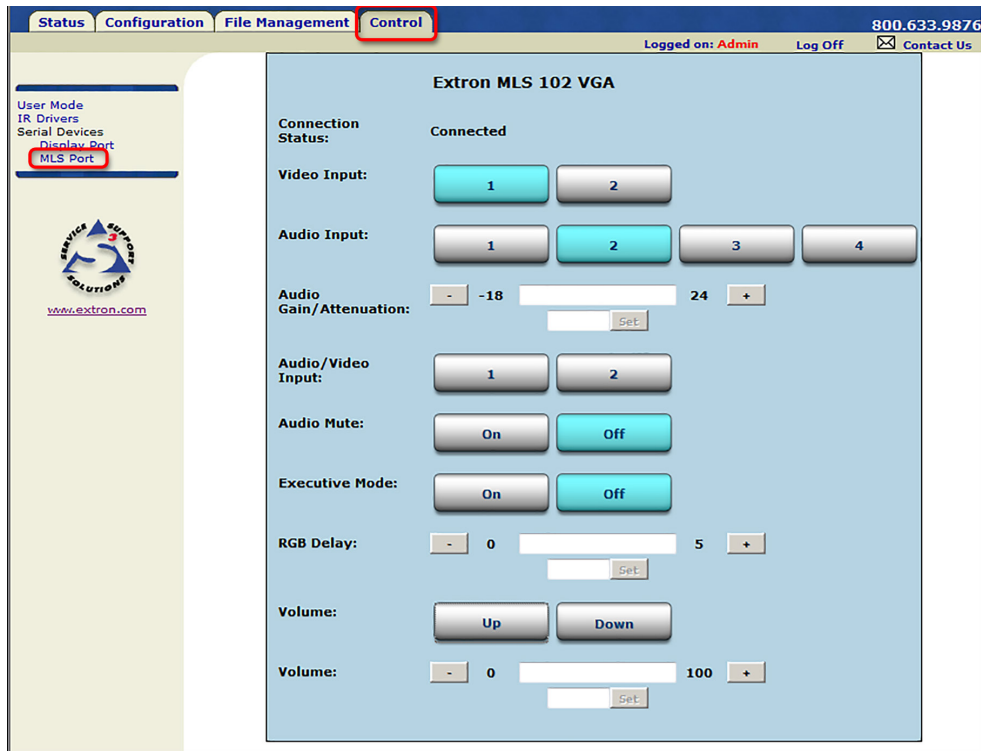 Status Configuration File Management Control
800.633.9876
Logged on: Admin Log Off Contact Us
User Mode
IR Drivers
Serial Devices
Display Port
MLS Port
SERVICE SUPPORT SOLUTIONS
3
www.extron.com
Extron MLS 102 VGA
Connection
Status:
Connected
Video Input:
1 2
Audio Input:
1 2 3 4
Audio
Gain/Attenuation:
- -18 24 +
Set
Audio/Video
Input:
1 2
Audio Mute:
On Off
Executive Mode:
On Off
RGB Delay:
- 0 5 +
Set
Volume:
Up Down
Volume:
- 0 100 +
Set